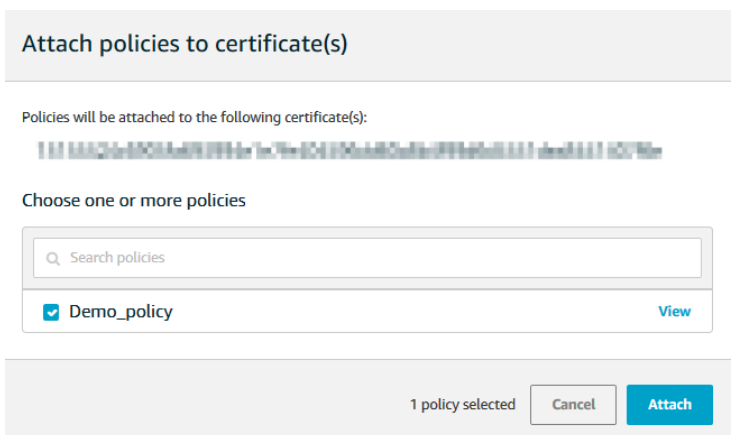 Attach policies to certificate(s)
Policies will be attached to the following certificate(s):
Choose one or more policies
Search policies
Demo_policy View
1 policy selected Cancel Attach